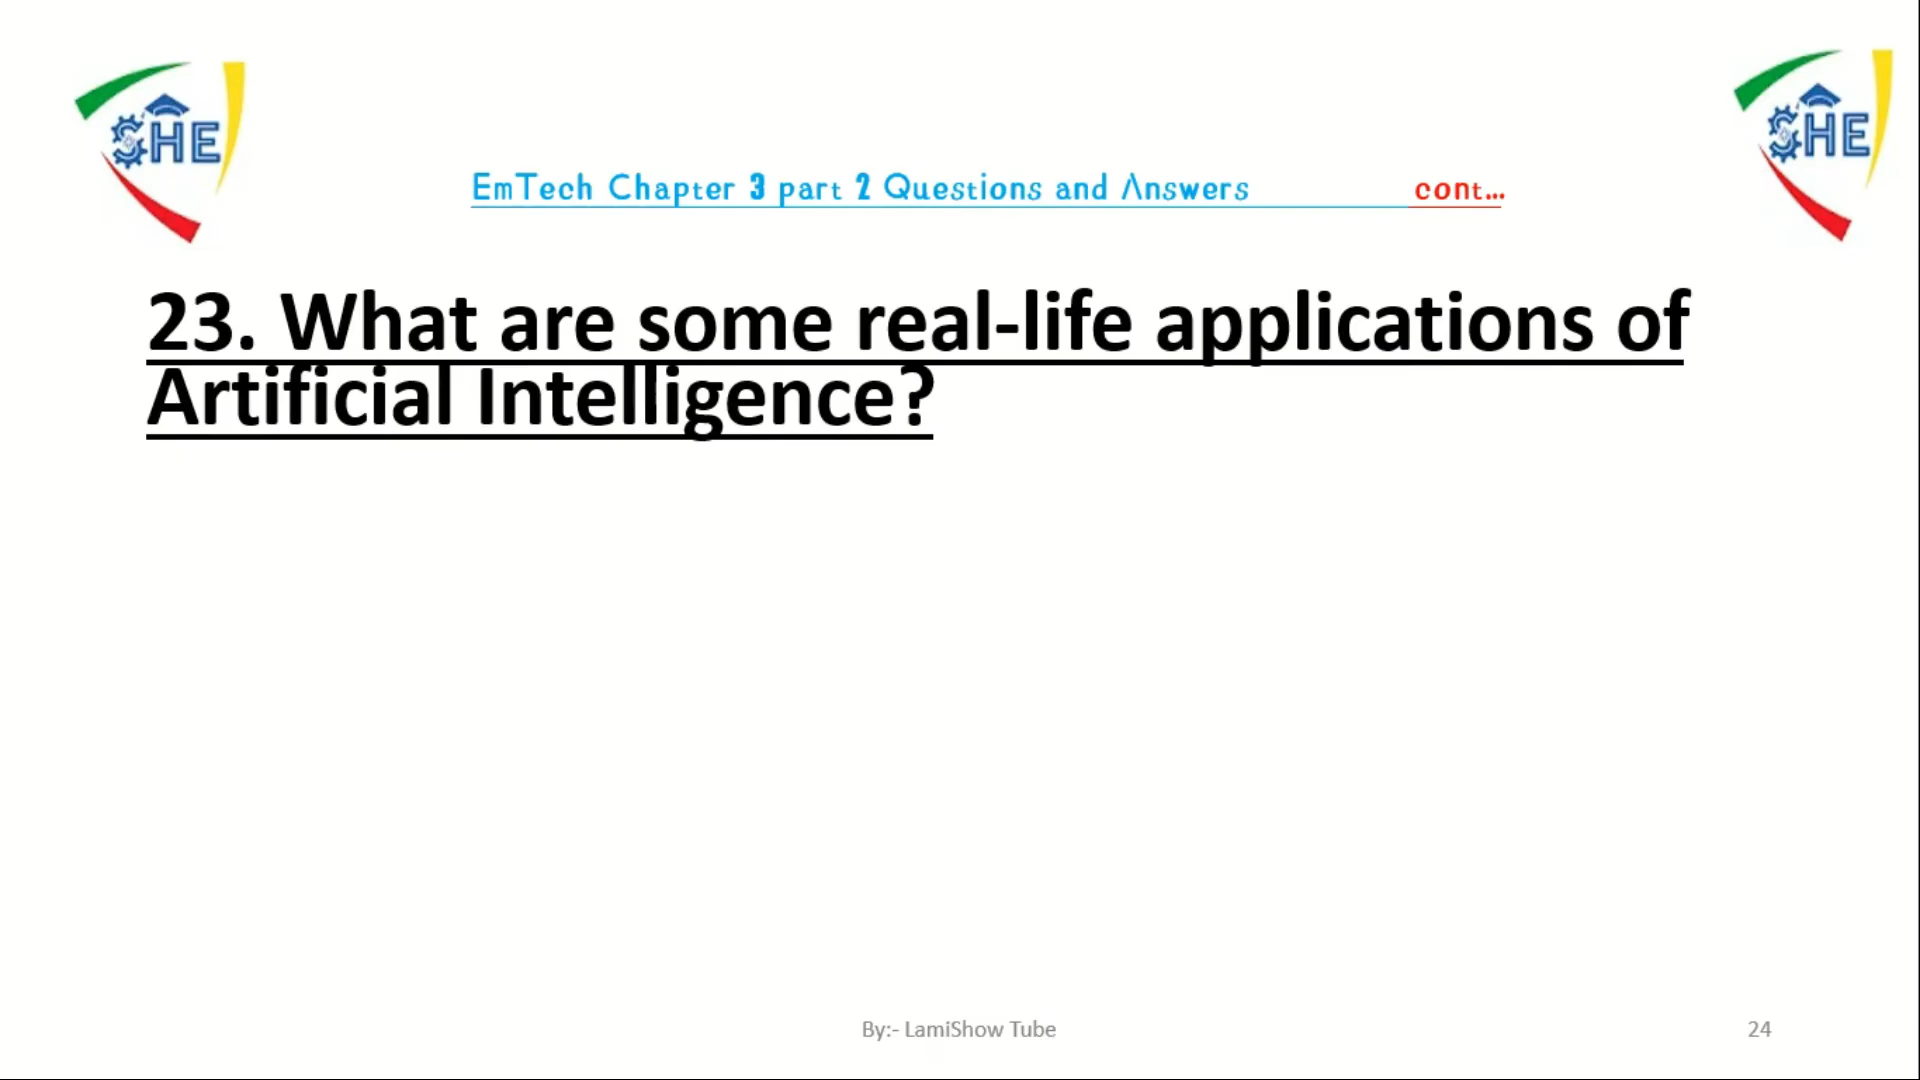 SHE
SHE
EmTech Chapter 3 part 2 Questions and Answers cont...
23. What are some real-life applications of
Artificial Intelligence?
By:- LamiShow Tube
24